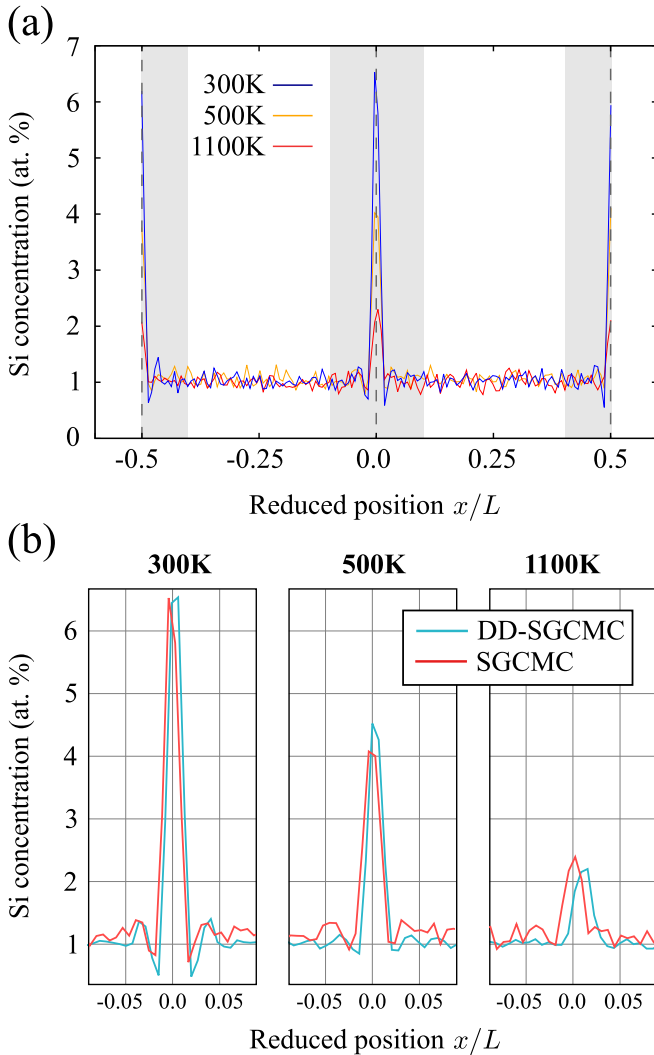 (a)
7
6
5
4
3
2
1
0
Si concentration (at. %)
300K
500K
1100K
-0.5 -0.25 0.0 0.25 0.5
Reduced position x/L
(b)
300K 500K 1100K
DD-SGCMC
SGCMC
6
5
4
3
2
1
Si concentration (at. %)
-0.05 0.0 0.05 -0.05 0.0 0.05 -0.05 0.0 0.05
Reduced position x/L